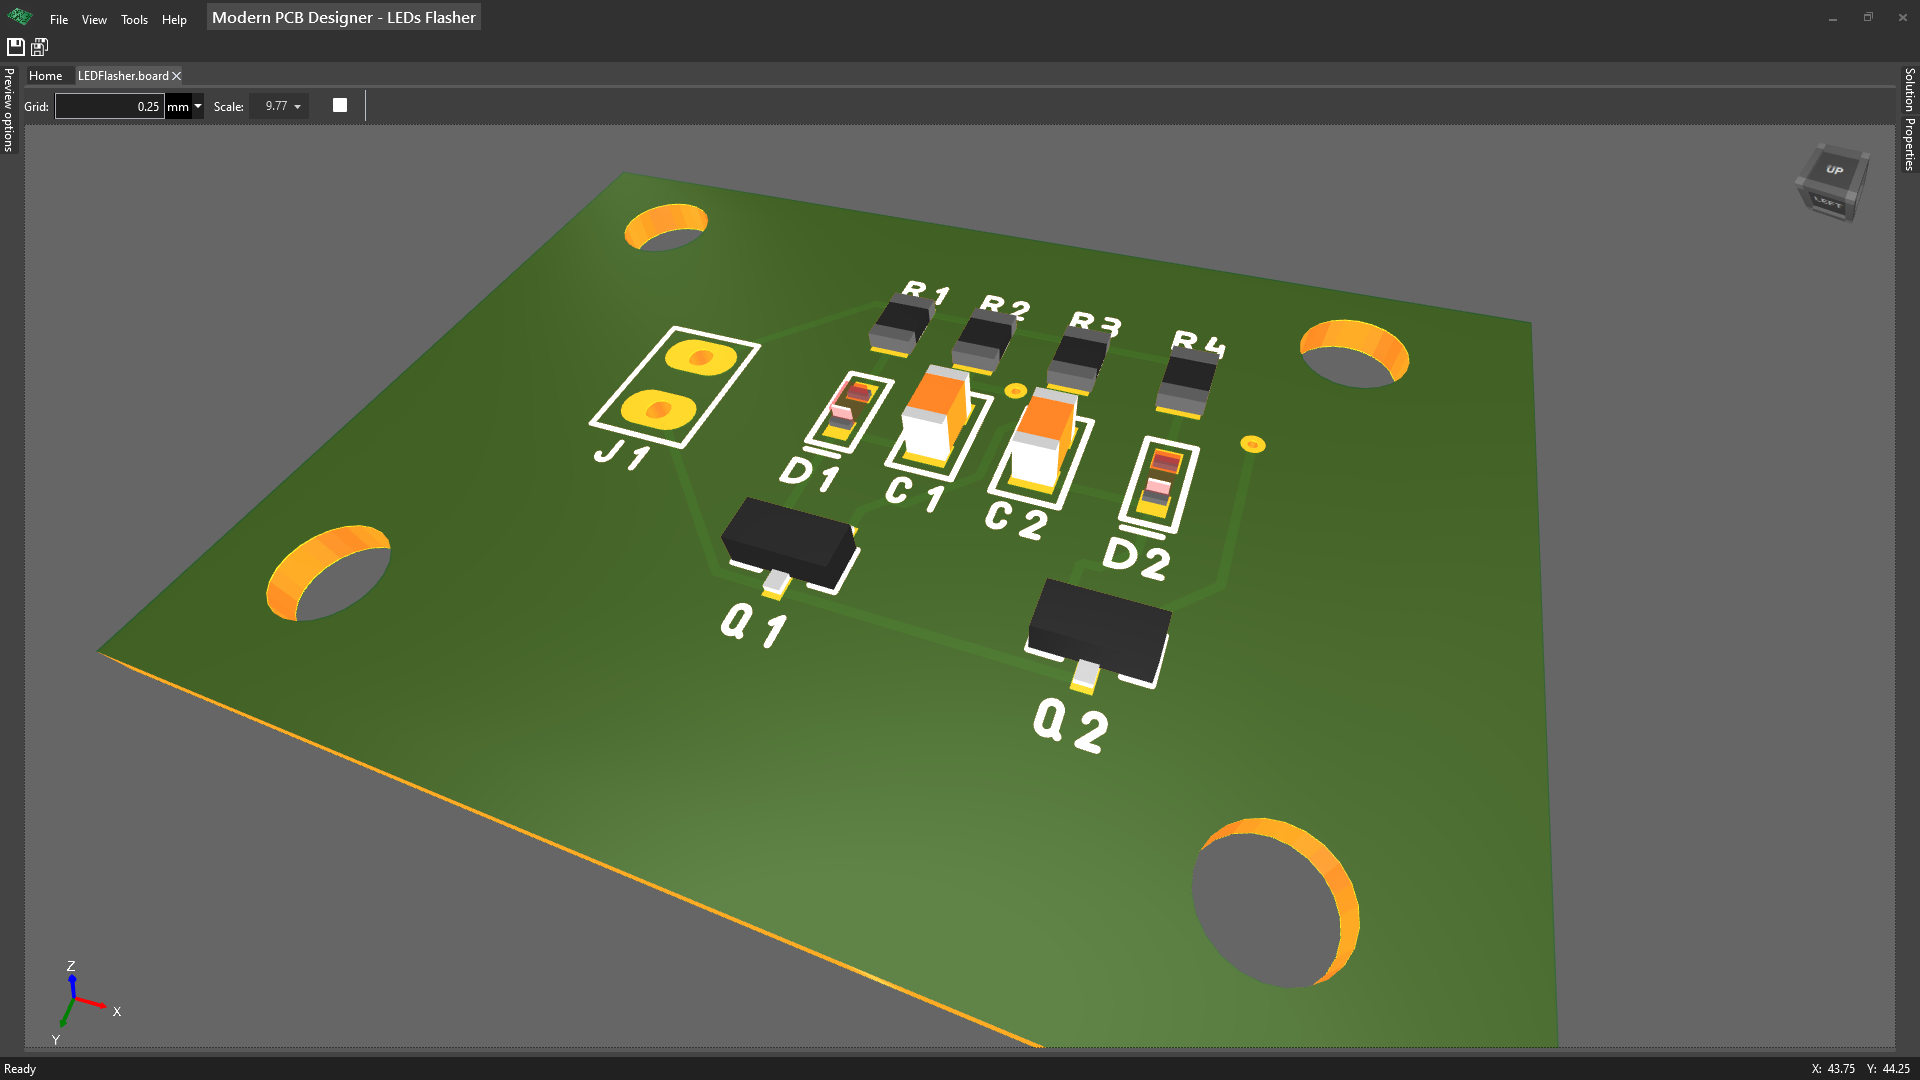 File View Tools Help Modern PCB Designer - LEDs Flasher
Home LEDFlasher.board
Grid: 0.25 mm Scale: 9.77
Preview options
Solution
Properties
UP
LEFT
R1 R2 R3 R4
J1 D1 C1 C2 D2
Q1
Q2
Z
X
Y
Ready X: 43.75 Y: 44.25